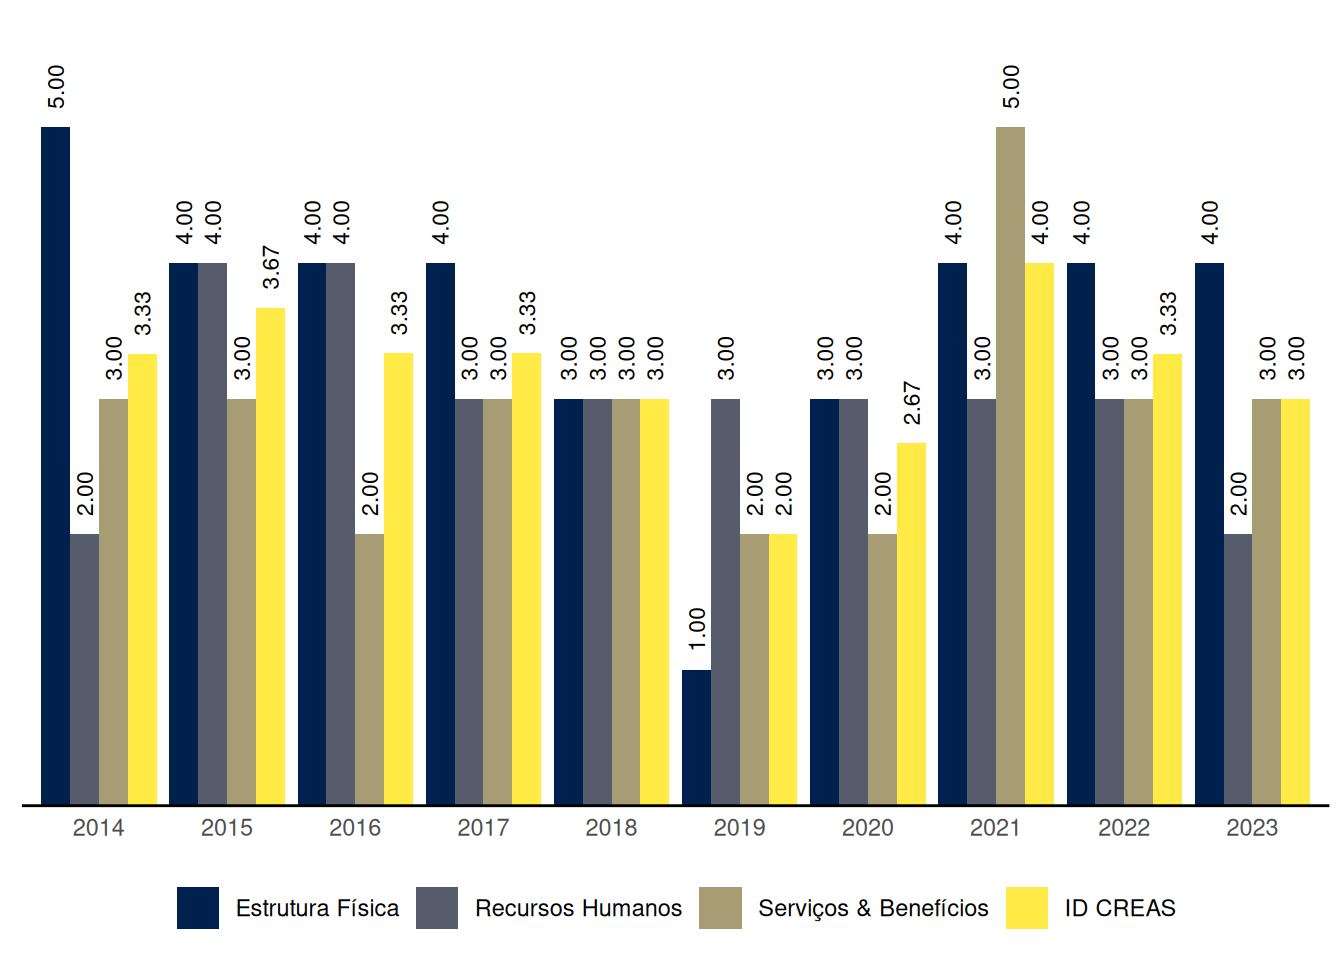 5.00 2.00 3.00 3.33 4.00 4.00 3.00 3.67 4.00 4.00 2.00 3.33 4.00 3.00 3.00 3.33 3.00 3.00 3.00 3.00 1.00 3.00 2.00 2.00 3.00 3.00 2.00 2.67 4.00 3.00 5.00 4.00 4.00 3.00 3.00 3.33 4.00 2.00 3.00 3.00
2014 2015 2016 2017 2018 2019 2020 2021 2022 2023
Estrutura Física Recursos Humanos Serviços & Benefícios ID CREAS